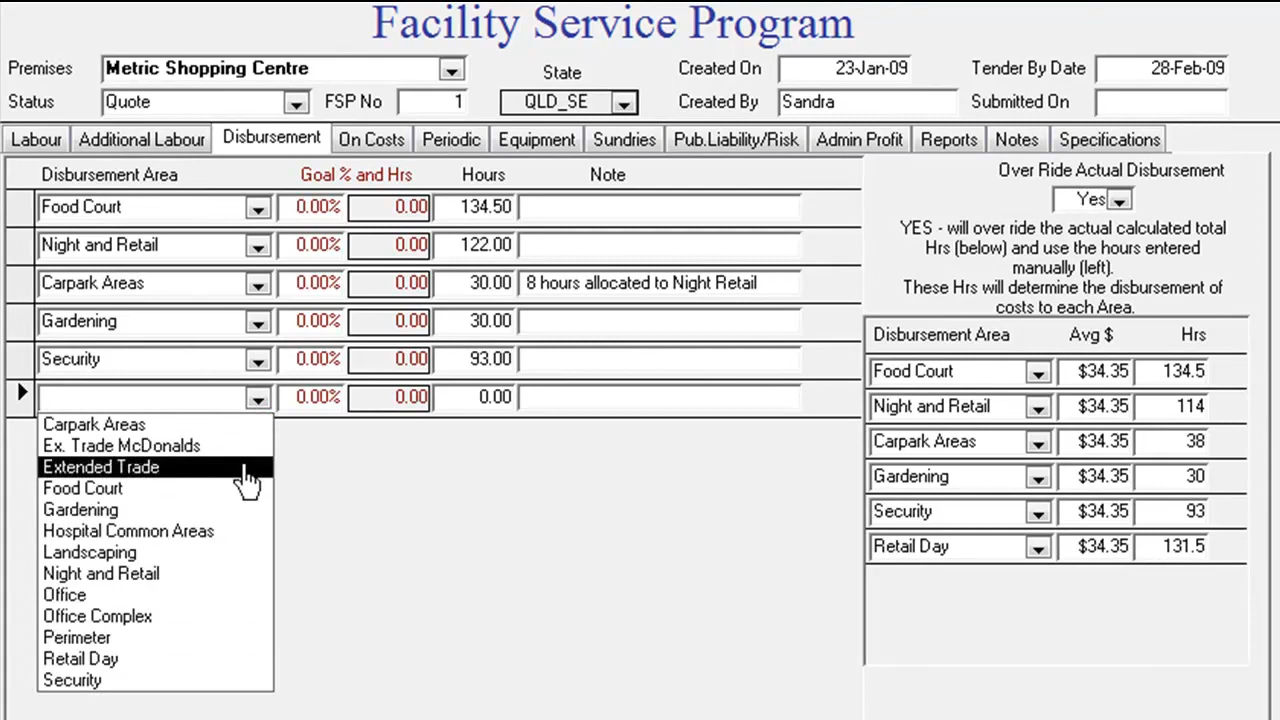 Facility Service Program
Premises Metric Shopping Centre State Created On 23-Jan-09 Tender By Date 28-Feb-09
Status Quote FSP No 1 QLD_SE Created By Sandra Submitted On
Labour Additional Labour Disbursement On Costs Periodic Equipment Sundries Pub.Liability/Risk Admin Profit Reports Notes Specifications
Disbursement Area Goal % and Hrs Hours Note
Food Court 0.00% 0.00 134.50
Night and Retail 0.00% 0.00 122.00
Carpark Areas 0.00% 0.00 30.00 8 hours allocated to Night Retail
Gardening 0.00% 0.00 30.00
Security 0.00% 0.00 93.00
0.00% 0.00 0.00
Carpark Areas
Ex. Trade McDonalds
Extended Trade
Food Court
Gardening
Hospital Common Areas
Landscaping
Night and Retail
Office
Office Complex
Perimeter
Retail Day
Security
Over Ride Actual Disbursement
Yes
YES - will over ride the actual calculated total
Hrs (below) and use the hours entered
manually (left).
These Hrs will determine the disbursement of
costs to each Area.
Disbursement Area Avg $ Hrs
Food Court $34.35 134.5
Night and Retail $34.35 114
Carpark Areas $34.35 38
Gardening $34.35 30
Security $34.35 93
Retail Day $34.35 131.5